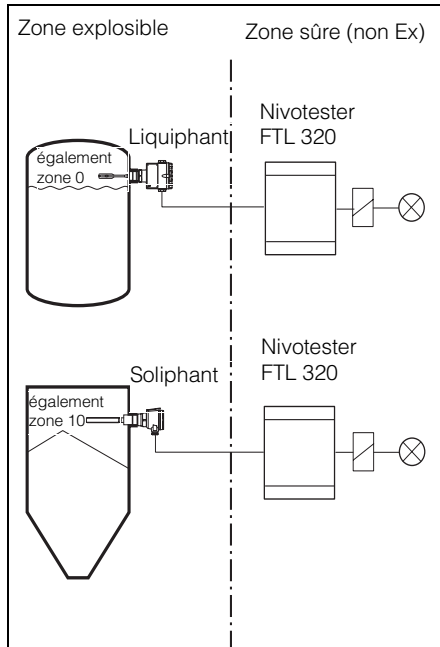 Zone explosible
Zone sûre (non Ex)
Nivotester
FTL 320
Liquiphant
également
zone 0
Nivotester
FTL 320
Soliphant
également
zone 10